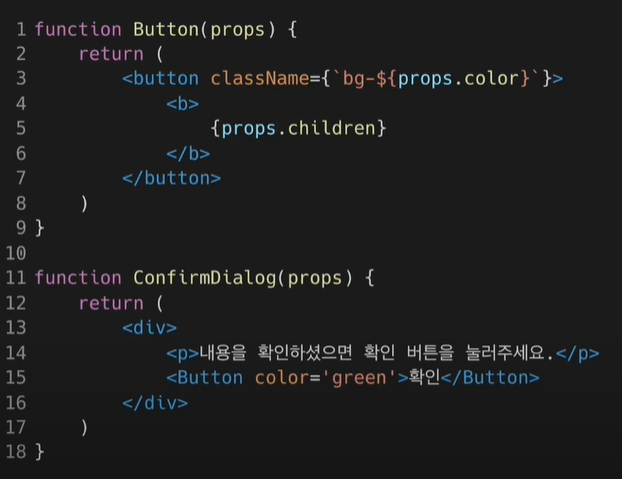 1 function Button(props) {
2     return (
3         <button className={`bg-${props.color}`}>
4             <b>
5                 {props.children}
6             </b>
7         </button>
8     )
9 }
10
11 function ConfirmDialog(props) {
12     return (
13         <div>
14             <p>내용을 확인하셨으면 확인 버튼을 눌러주세요.</p>
15             <Button color='green'>확인</Button>
16         </div>
17     )
18 }